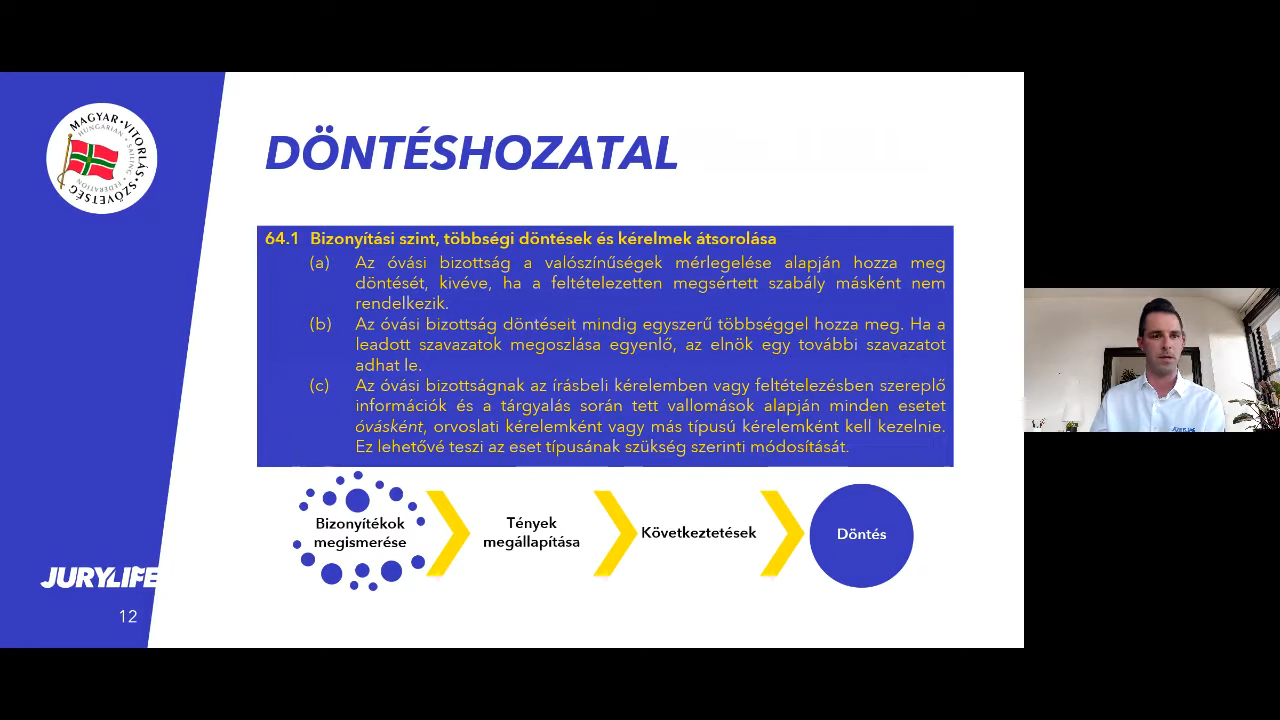 MAGYAR • VITORLÁS • SZÖVETSÉG
HUNGARIAN • SAILING • FEDERATION
DÖNTÉSHOZATAL
64.1 Bizonyítási szint, többségi döntések és kérelmek átsorolása
(a) Az óvási bizottság a valószínűségek mérlegelése alapján hozza meg
döntését, kivéve, ha a feltételezetten megsértett szabály másként nem
rendelkezik.
(b) Az óvási bizottság döntéseit mindig egyszerű többséggel hozza meg. Ha a
leadott szavazatok megoszlása egyenlő, az elnök egy további szavazatot
adhat le.
(c) Az óvási bizottságnak az írásbeli kérelemben vagy feltételezésben szereplő
információk és a tárgyalás során tett vallomások alapján minden esetet
óvásként, orvoslati kérelemként vagy más típusú kérelemként kell kezelnie.
Ez lehetővé teszi az eset típusának szükség szerinti módosítását.
Bizonyítékok
megismerése
Tények
megállapítása
Következtetések
Döntés
JURYLIFE
12